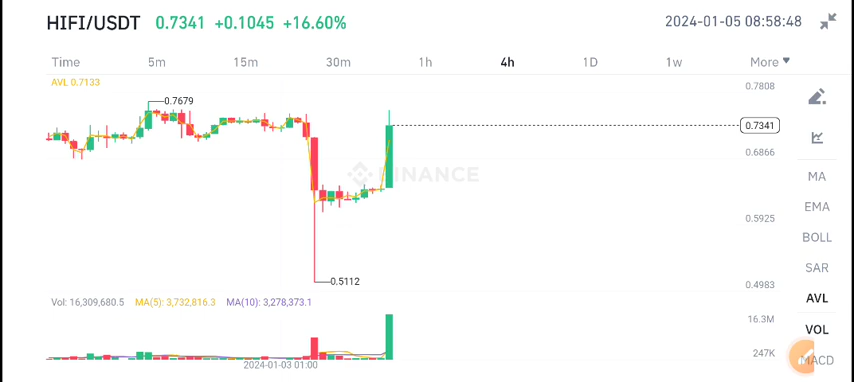 HIFI/USDT 0.7341 +0.1045 +16.60% 2024-01-05 08:58:48
Time 5m 15m 30m 1h 4h 1D 1w More
AVL 0.7133
0.7808
0.7679
0.7341
0.6866
MA
BINANCE
EMA
0.5925
BOLL
SAR
0.5112
0.4983
AVL
Vol: 16,309,680.5 MA(5): 3,732,816.3 MA(10): 3,278,373.1
16.3M
VOL
247K
MACD
2024-01-03 01:00